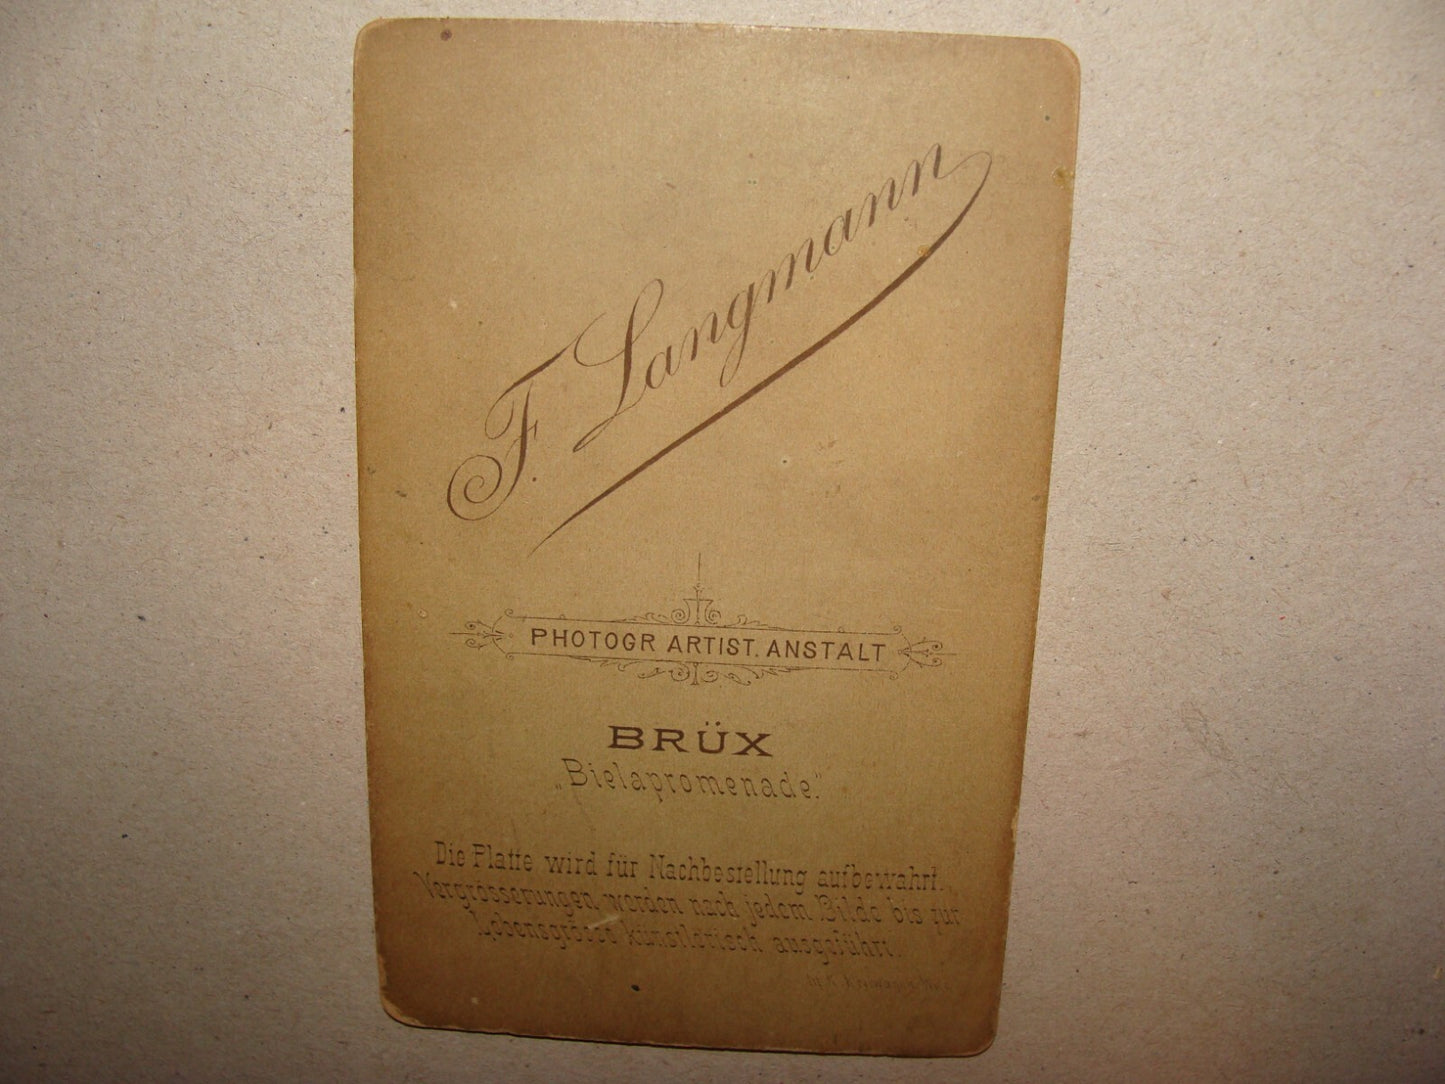 F. Langmann
PHOTOGR ARTIST. ANSTALT
BRÜX
„Bielapromenade."
Die Platte wird für Nachbestellung aufbewahrt.
Vergrösserungen werden nach jedem Bilde bis zur
Lebensgrösse künstlerisch ausgeführt.